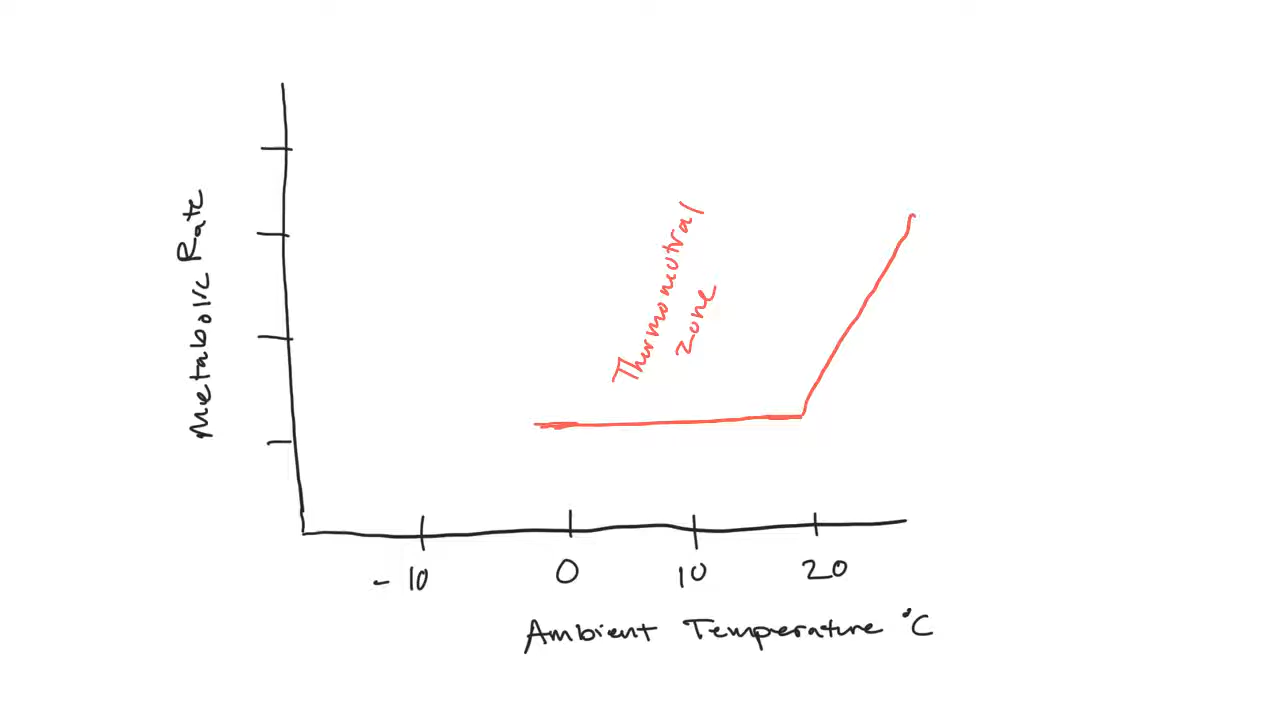 Metabolic Rate
Thermoneutral
zone
-10 0 10 20
Ambient Temperature °C